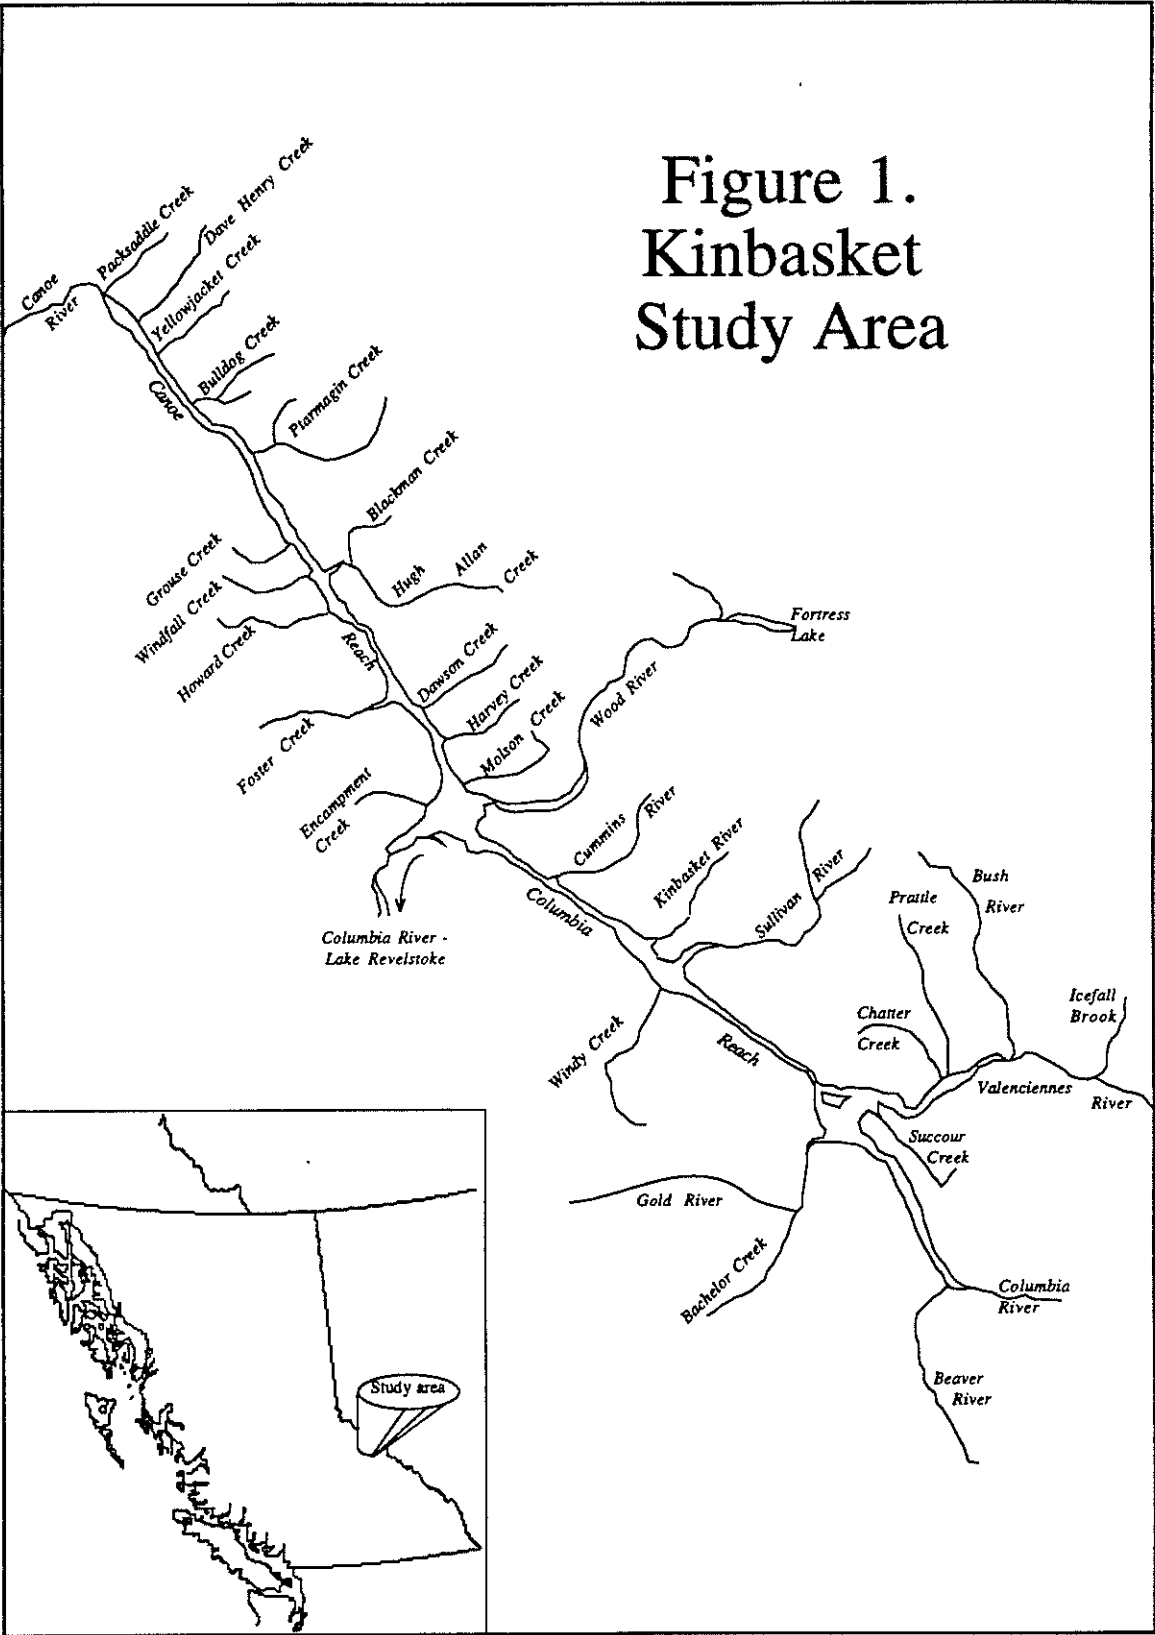 Figure 1.
Kinbasket
Study Area
Canoe
River
Packsaddle Creek
Dave Henry Creek
Yellowjacket Creek
Bulldog Creek
Canoe
Ptarmagin Creek
Blackman Creek
Hugh Allan Creek
Grouse Creek
Windfall Creek
Howard Creek
Reach
Dawson Creek
Harvey Creek
Molson Creek
Wood River
Fortress
Lake
Foster Creek
Encampment
Creek
Cummins River
Kinbasket River
Sullivan River
Columbia
Columbia River -
Lake Revelstoke
Prattle
Creek
Bush
River
Icefall
Brook
Chatter
Creek
Windy Creek
Reach
Valenciennes
River
Succour
Creek
Gold River
Bachelor Creek
Columbia
River
Beaver
River
Study area